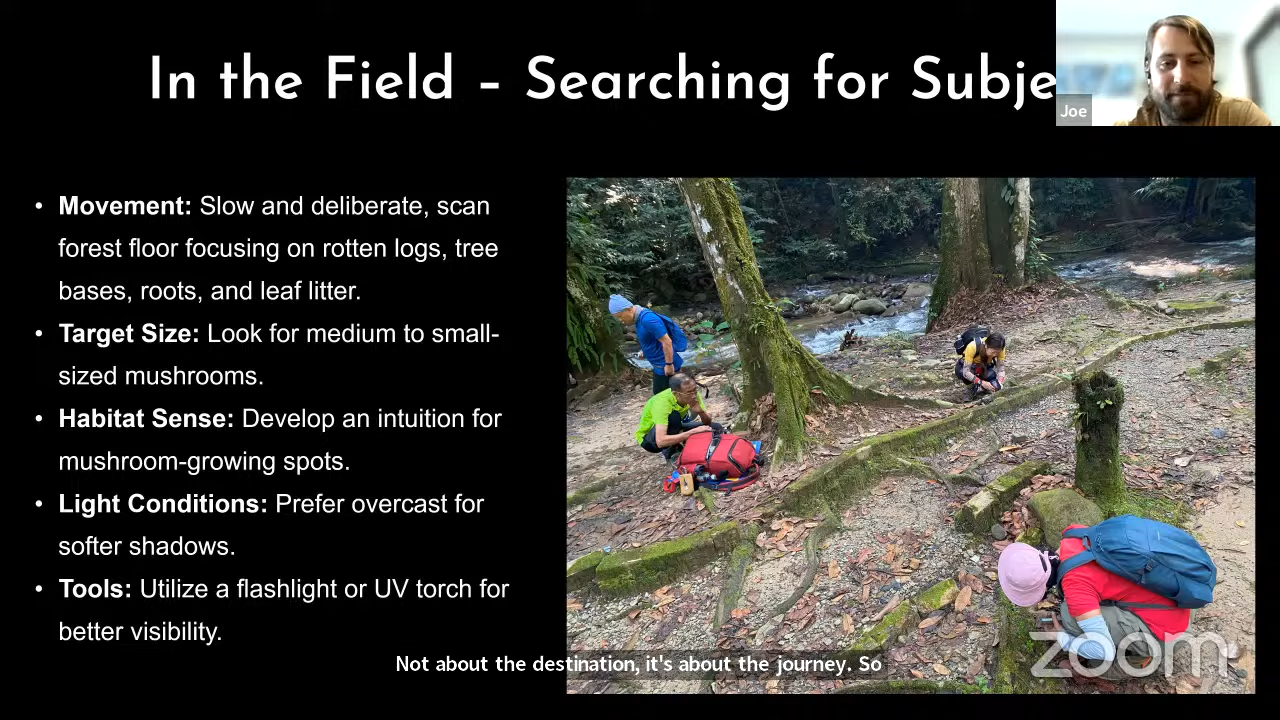 In the Field – Searching for Subje
Joe
• Movement: Slow and deliberate, scan
forest floor focusing on rotten logs, tree
bases, roots, and leaf litter.
• Target Size: Look for medium to small-
sized mushrooms.
• Habitat Sense: Develop an intuition for
mushroom-growing spots.
• Light Conditions: Prefer overcast for
softer shadows.
• Tools: Utilize a flashlight or UV torch for
better visibility.
Not about the destination, it's about the journey. So
zoom